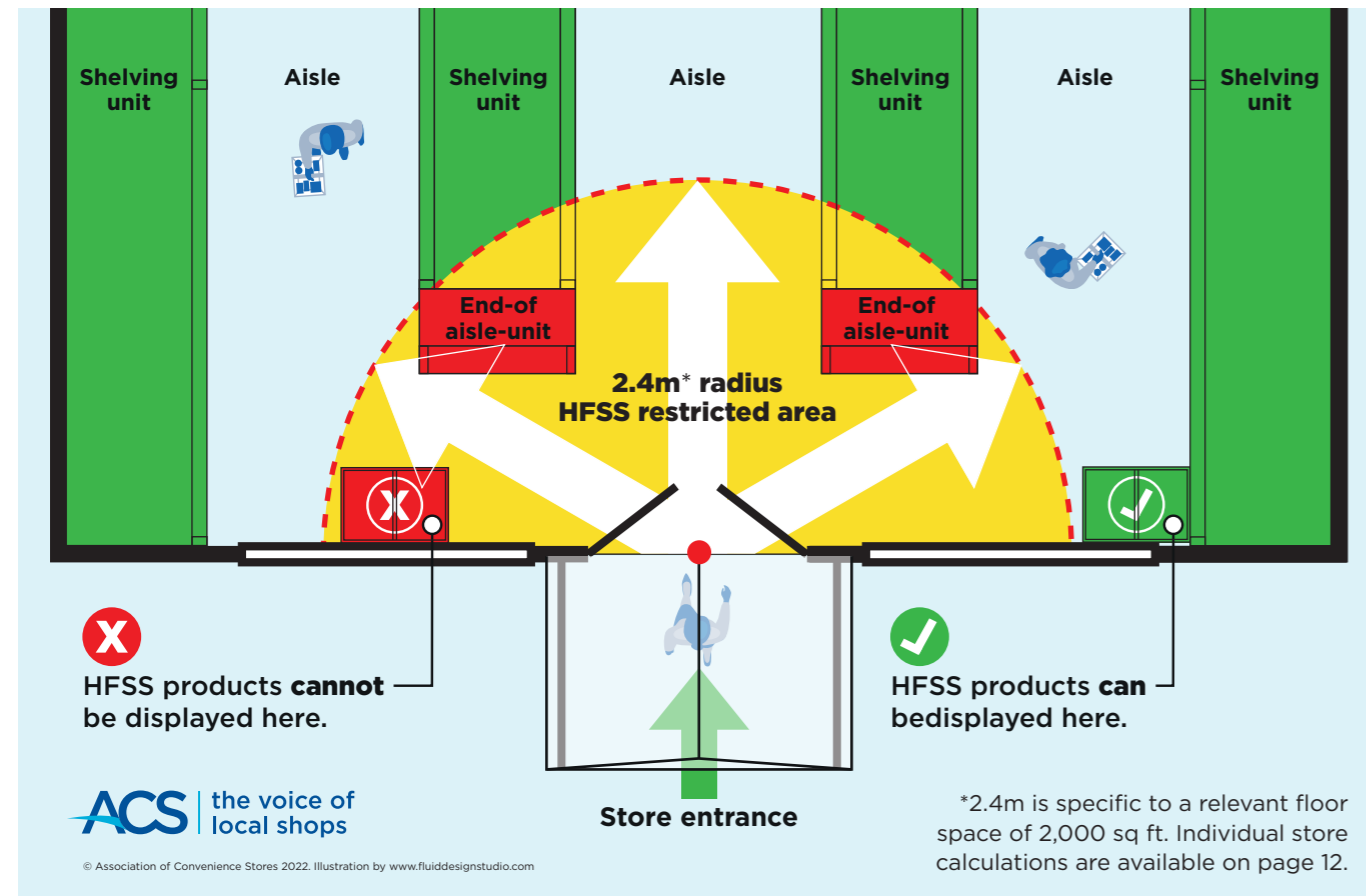 Shelving
unit
Aisle
Shelving
unit
Aisle
Shelving
unit
Aisle
Shelving
unit
End-of
aisle-unit
End-of
aisle-unit
2.4m* radius
HFSS restricted area
X
X
HFSS products cannot
be displayed here.
HFSS products can
bedisplayed here.
Store entrance
ACS
the voice of
local shops
© Association of Convenience Stores 2022. Illustration by www.fluiddesignstudio.com
*2.4m is specific to a relevant floor
space of 2,000 sq ft. Individual store
calculations are available on page 12.